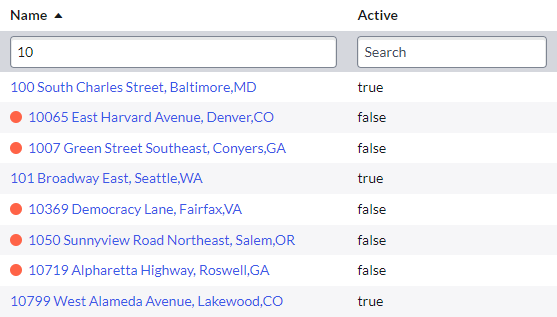 Name Active
10 Search
100 South Charles Street, Baltimore,MD true
10065 East Harvard Avenue, Denver,CO false
1007 Green Street Southeast, Conyers,GA false
101 Broadway East, Seattle,WA true
10369 Democracy Lane, Fairfax,VA false
1050 Sunnyview Road Northeast, Salem,OR false
10719 Alpharetta Highway, Roswell,GA false
10799 West Alameda Avenue, Lakewood,CO true